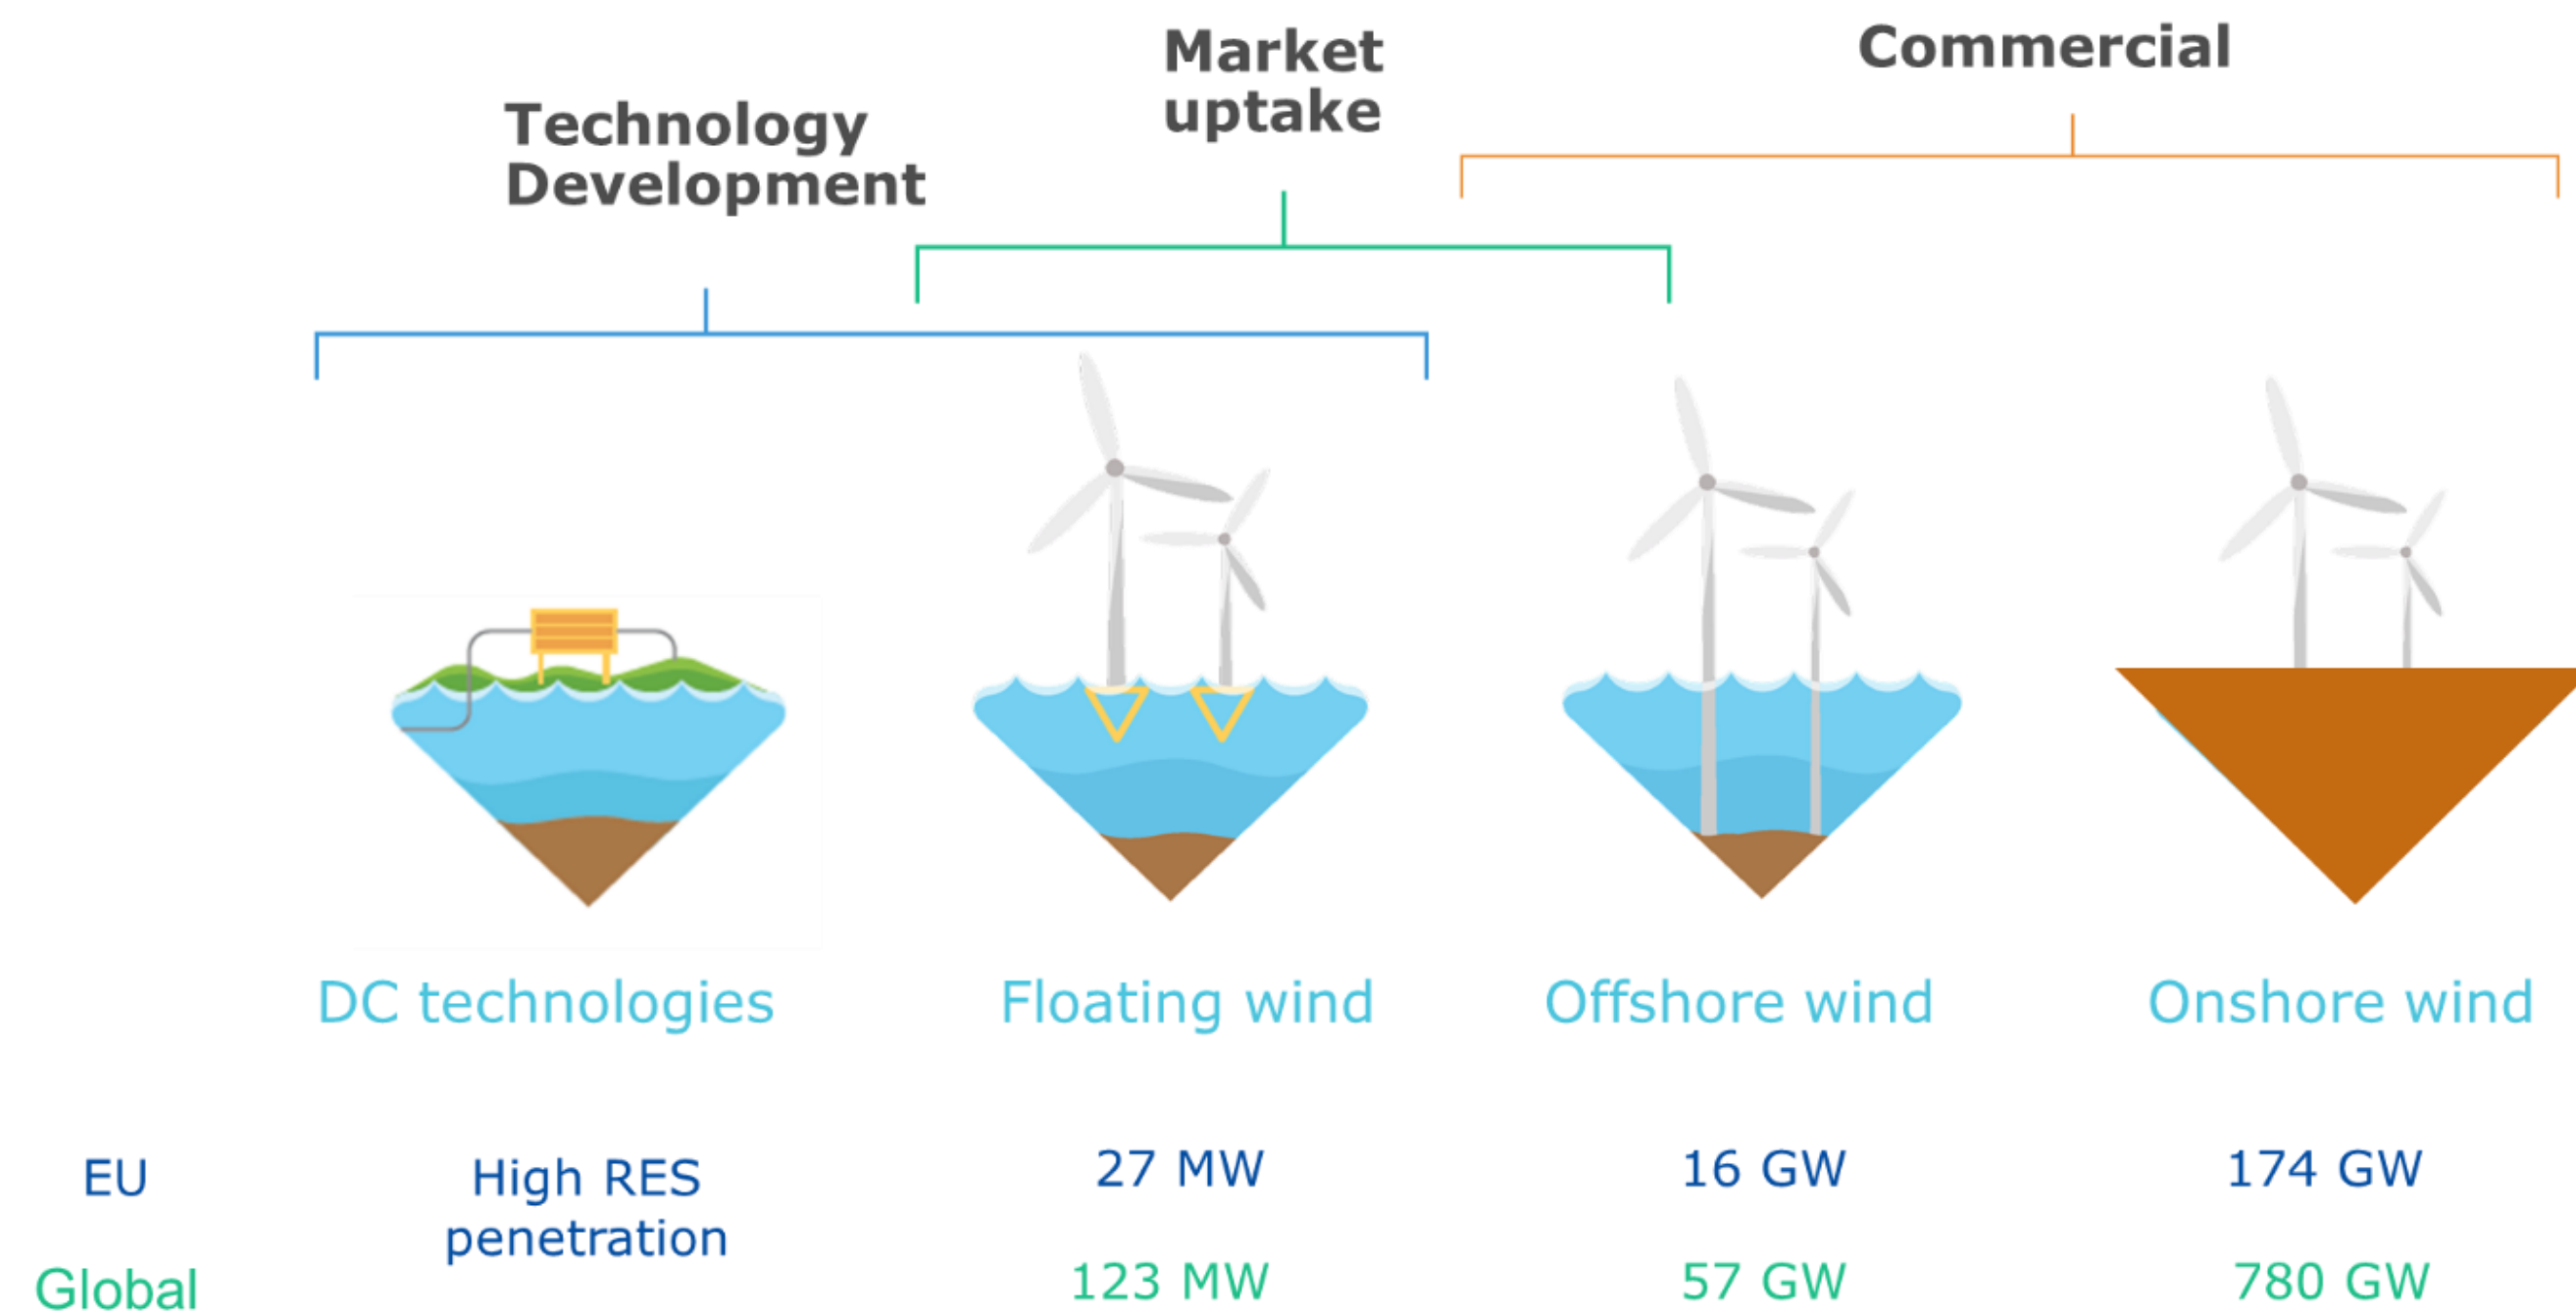 Technology
Development
Market
uptake
Commercial
DC technologies
Floating wind
Offshore wind
Onshore wind
EU
High RES
penetration
27 MW
16 GW
174 GW
Global
123 MW
57 GW
780 GW